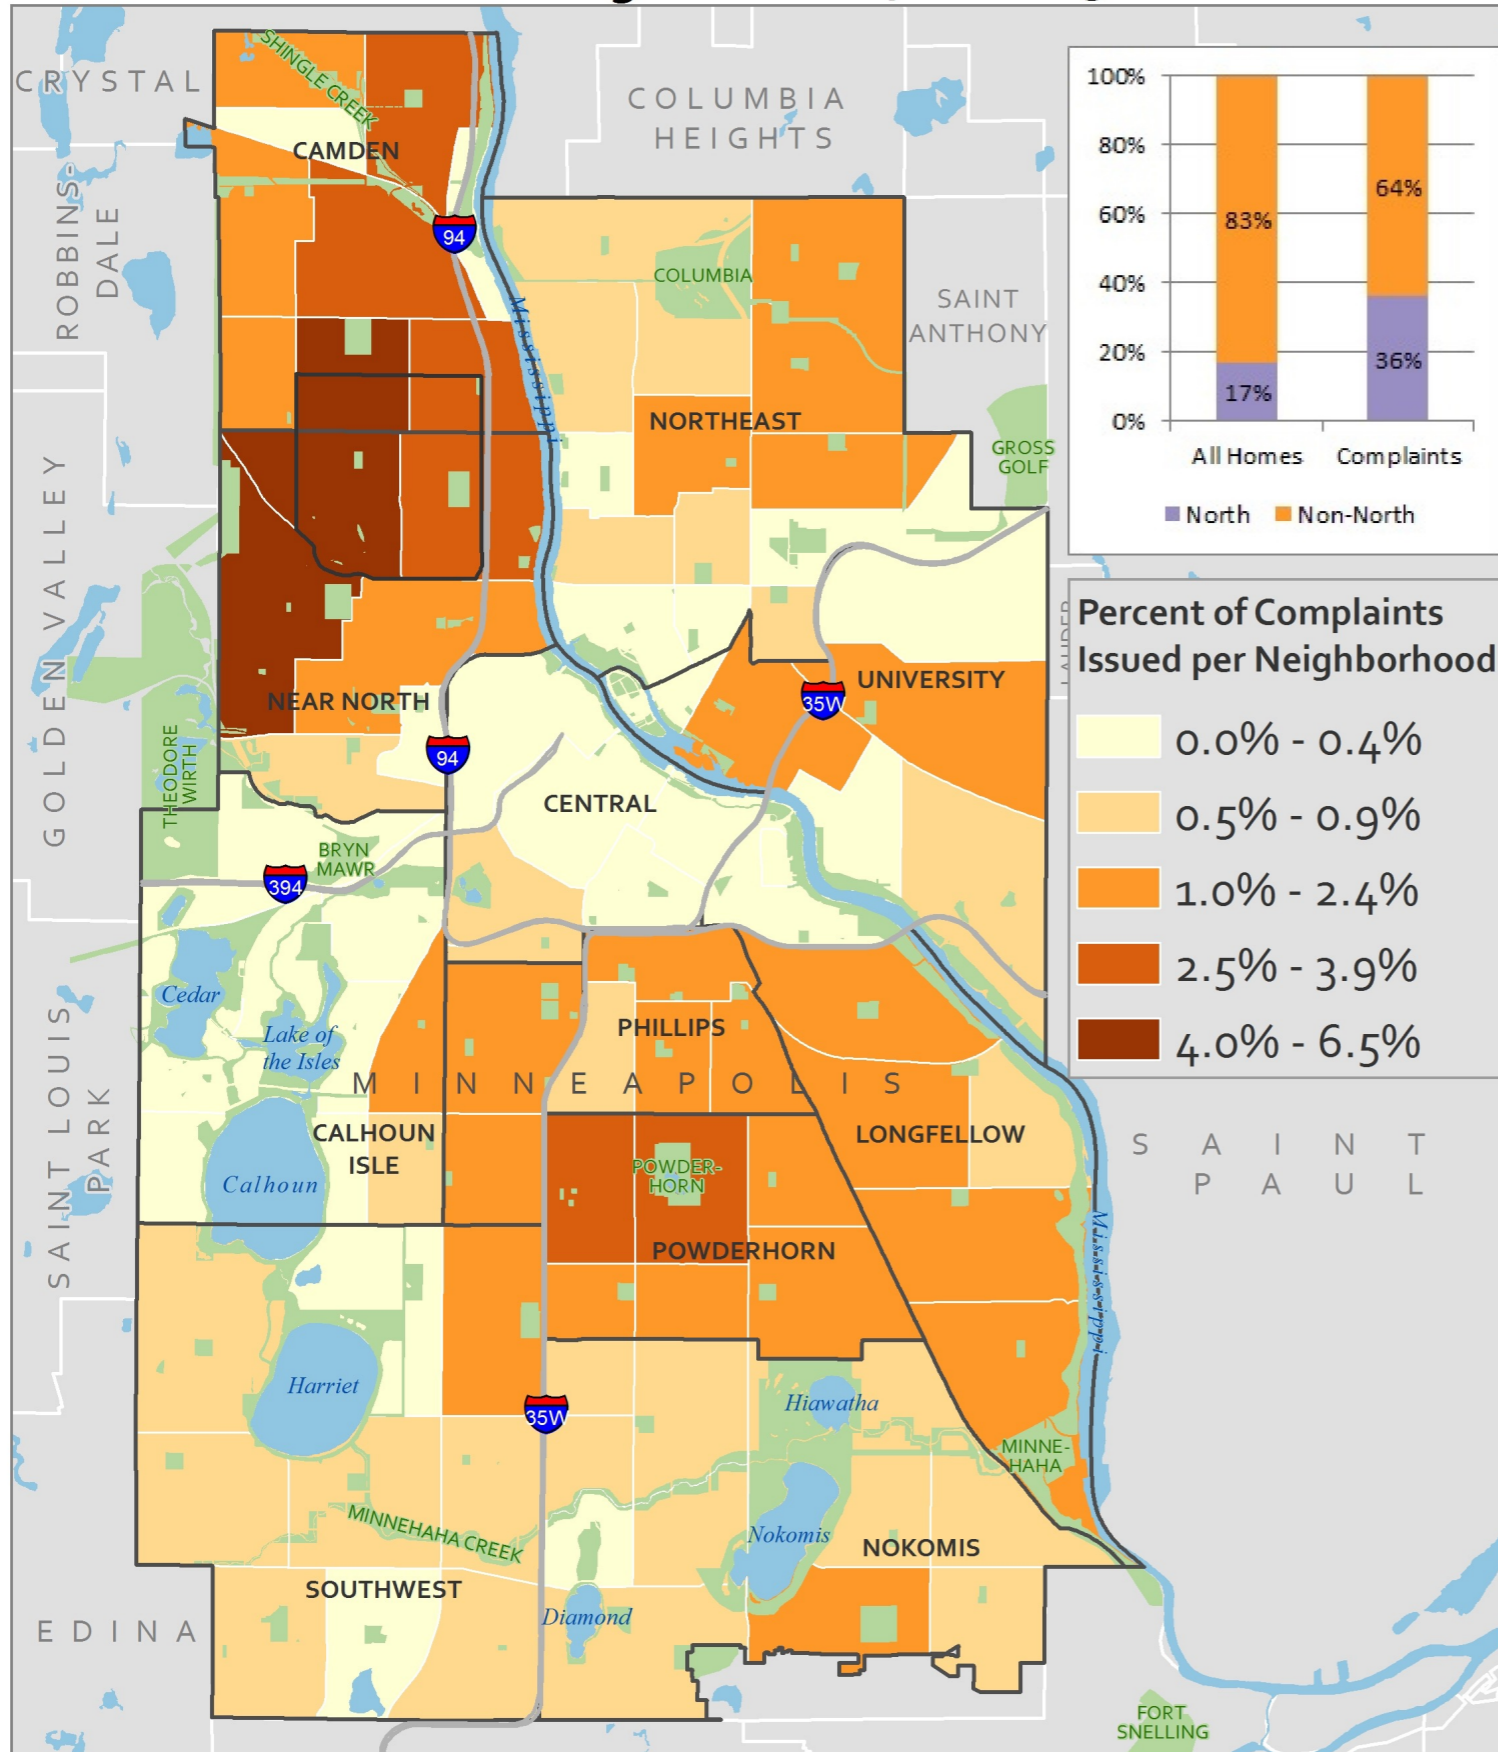 CRYSTAL
SHINGLE CREEK
COLUMBIA
HEIGHTS
CAMDEN
ROBBINS-
DALE
94
COLUMBIA
SAINT
ANTHONY
Mississippi
NORTHEAST
GROSS
GOLF
100%
80%
60%
40%
20%
0%
83%
17%
64%
36%
All Homes
Complaints
North
Non-North
Percent of Complaints
Issued per Neighborhood
0.0% - 0.4%
0.5% - 0.9%
1.0% - 2.4%
2.5% - 3.9%
4.0% - 6.5%
GOLDEN VALLEY
NEAR NORTH
UNIVERSITY
35W
THEODORE
WIRTH
94
CENTRAL
BRYN
MAWR
394
Cedar
Lake of
the Isles
PHILLIPS
MINNEAPOLIS
SAINT LOUIS
PARK
CALHOUN
ISLE
LONGFELLOW
Calhoun
POWDER-
HORN
SAINT
PAUL
POWDERHORN
Mississippi
Harriet
Hiawatha
35W
MINNE-
HAHA
MINNEHAHA CREEK
Nokomis
NOKOMIS
SOUTHWEST
Diamond
EDINA
FORT
SNELLING